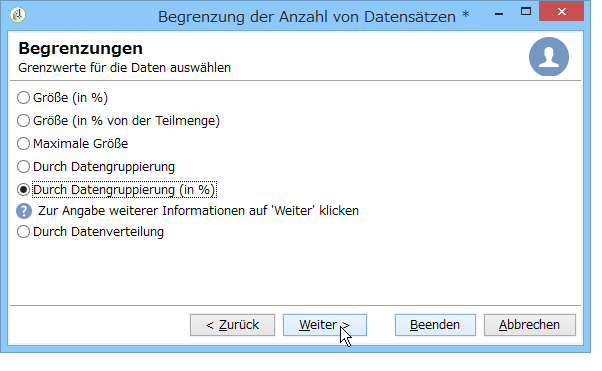 Begrenzung der Anzahl von Datensätzen *
Begrenzungen
Grenzwerte für die Daten auswählen
Größe (in %)
Größe (in % von der Teilmenge)
Maximale Größe
Durch Datengruppierung
Durch Datengruppierung (in %)
? Zur Angabe weiterer Informationen auf 'Weiter' klicken
Durch Datenverteilung
< Zurück Weiter > Beenden Abbrechen